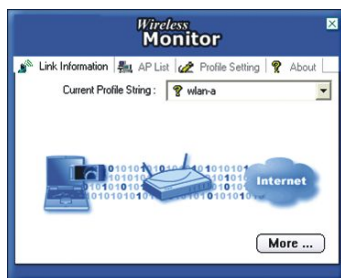 Wireless
Monitor
Link Information AP List Profile Setting About
Current Profile String : wlan-a
Internet
More ...